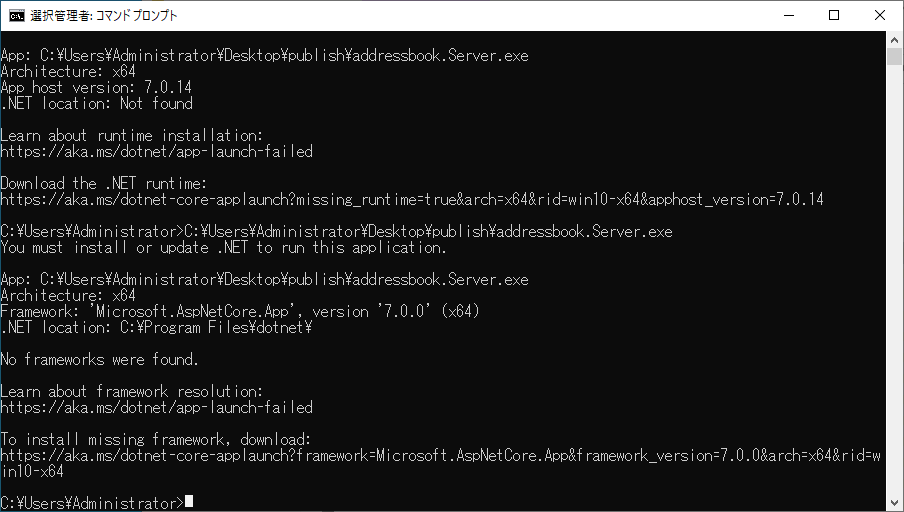 選択管理者: コマンドプロンプト
App: C:¥Users¥Administrator¥Desktop¥publish¥addressbook.Server.exe
Architecture: x64
App host version: 7.0.14
.NET location: Not found
Learn about runtime installation:
https://aka.ms/dotnet/app-launch-failed
Download the .NET runtime:
https://aka.ms/dotnet-core-applaunch?missing_runtime=true&arch=x64&rid=win10-x64&apphost_version=7.0.14
C:¥Users¥Administrator>C:¥Users¥Administrator¥Desktop¥publish¥addressbook.Server.exe
You must install or update .NET to run this application.
App: C:¥Users¥Administrator¥Desktop¥publish¥addressbook.Server.exe
Architecture: x64
Framework: 'Microsoft.AspNetCore.App', version '7.0.0' (x64)
.NET location: C:¥Program Files¥dotnet¥
No frameworks were found.
Learn about framework resolution:
https://aka.ms/dotnet/app-launch-failed
To install missing framework, download:
https://aka.ms/dotnet-core-applaunch?framework=Microsoft.AspNetCore.App&framework_version=7.0.0&arch=x64&rid=w
in10-x64
C:¥Users¥Administrator>